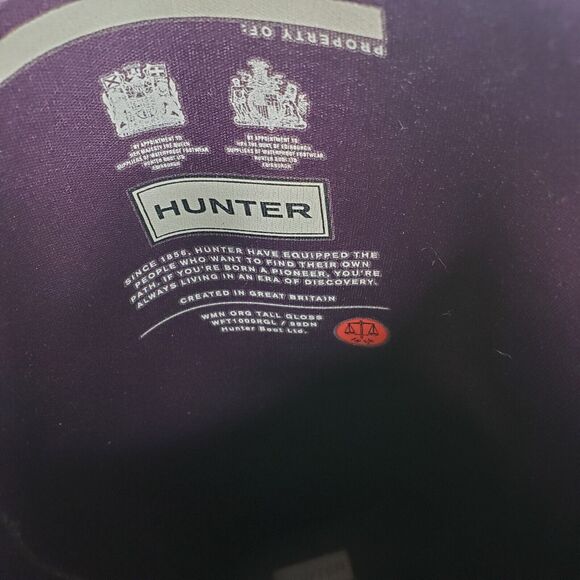 PROPERTY OF:
BY APPOINTMENT TO
HER MAJESTY THE QUEEN
SUPPLIERS OF WATERPROOF FOOTWEAR
HUNTER BOOT LTD
EDINBURGH
BY APPOINTMENT TO
HRH THE DUKE OF EDINBURGH
SUPPLIERS OF WATERPROOF FOOTWEAR
HUNTER BOOT LTD
EDINBURGH
HUNTER
SINCE 1856, HUNTER HAVE EQUIPPED THE
PEOPLE WHO WANT TO FIND THEIR OWN
PATH. IF YOU'RE BORN A PIONEER, YOU'RE
ALWAYS LIVING IN AN ERA OF DISCOVERY.
CREATED IN GREAT BRITAIN
WMN ORG TALL GLOSS
WFT1000RGL / 99DN
Hunter Boot Ltd.